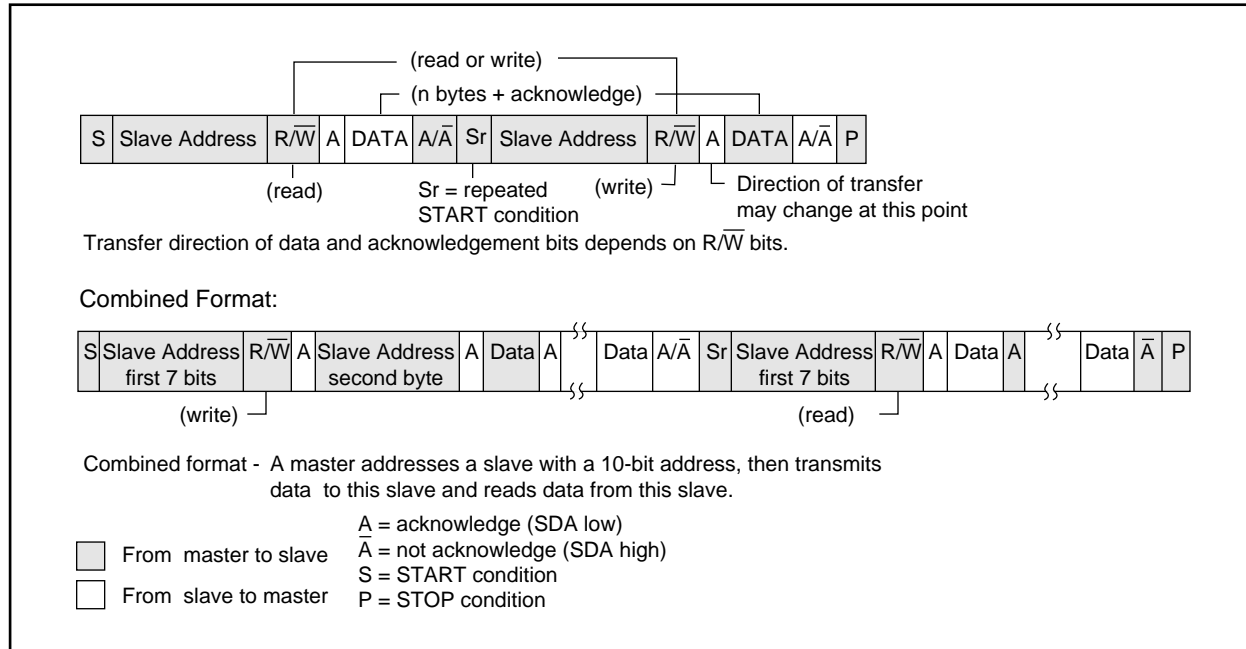 (read or write)
(n bytes + acknowledge)
S Slave Address R/W̅ A DATA A/A̅ Sr Slave Address R/W̅ A DATA A/A̅ P
(read) Sr = repeated (write) Direction of transfer
START condition may change at this point
Transfer direction of data and acknowledgement bits depends on R/W̅ bits.
Combined Format:
S Slave Address R/W̅ A Slave Address A Data A Data A/A̅ Sr Slave Address R/W̅ A Data A Data A̅ P
first 7 bits second byte first 7 bits
(write) (read)
Combined format - A master addresses a slave with a 10-bit address, then transmits
data to this slave and reads data from this slave.
A = acknowledge (SDA low)
From master to slave A̅ = not acknowledge (SDA high)
S = START condition
From slave to master P = STOP condition